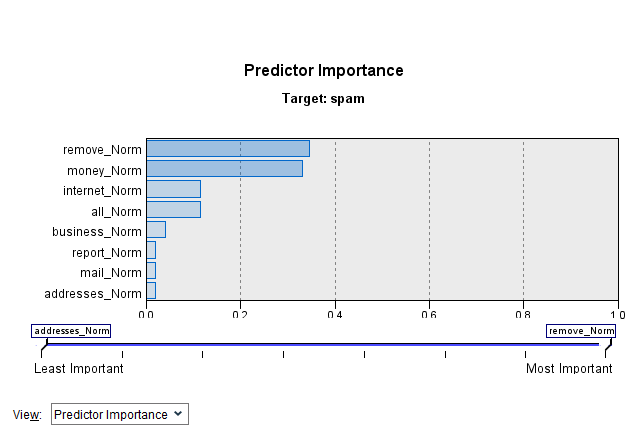 Predictor Importance
Target: spam
remove_Norm
money_Norm
internet_Norm
all_Norm
business_Norm
report_Norm
mail_Norm
addresses_Norm
0.0 0.2 0.4 0.6 0.8 1.0
addresses_Norm remove_Norm
Least Important Most Important
View: Predictor Importance